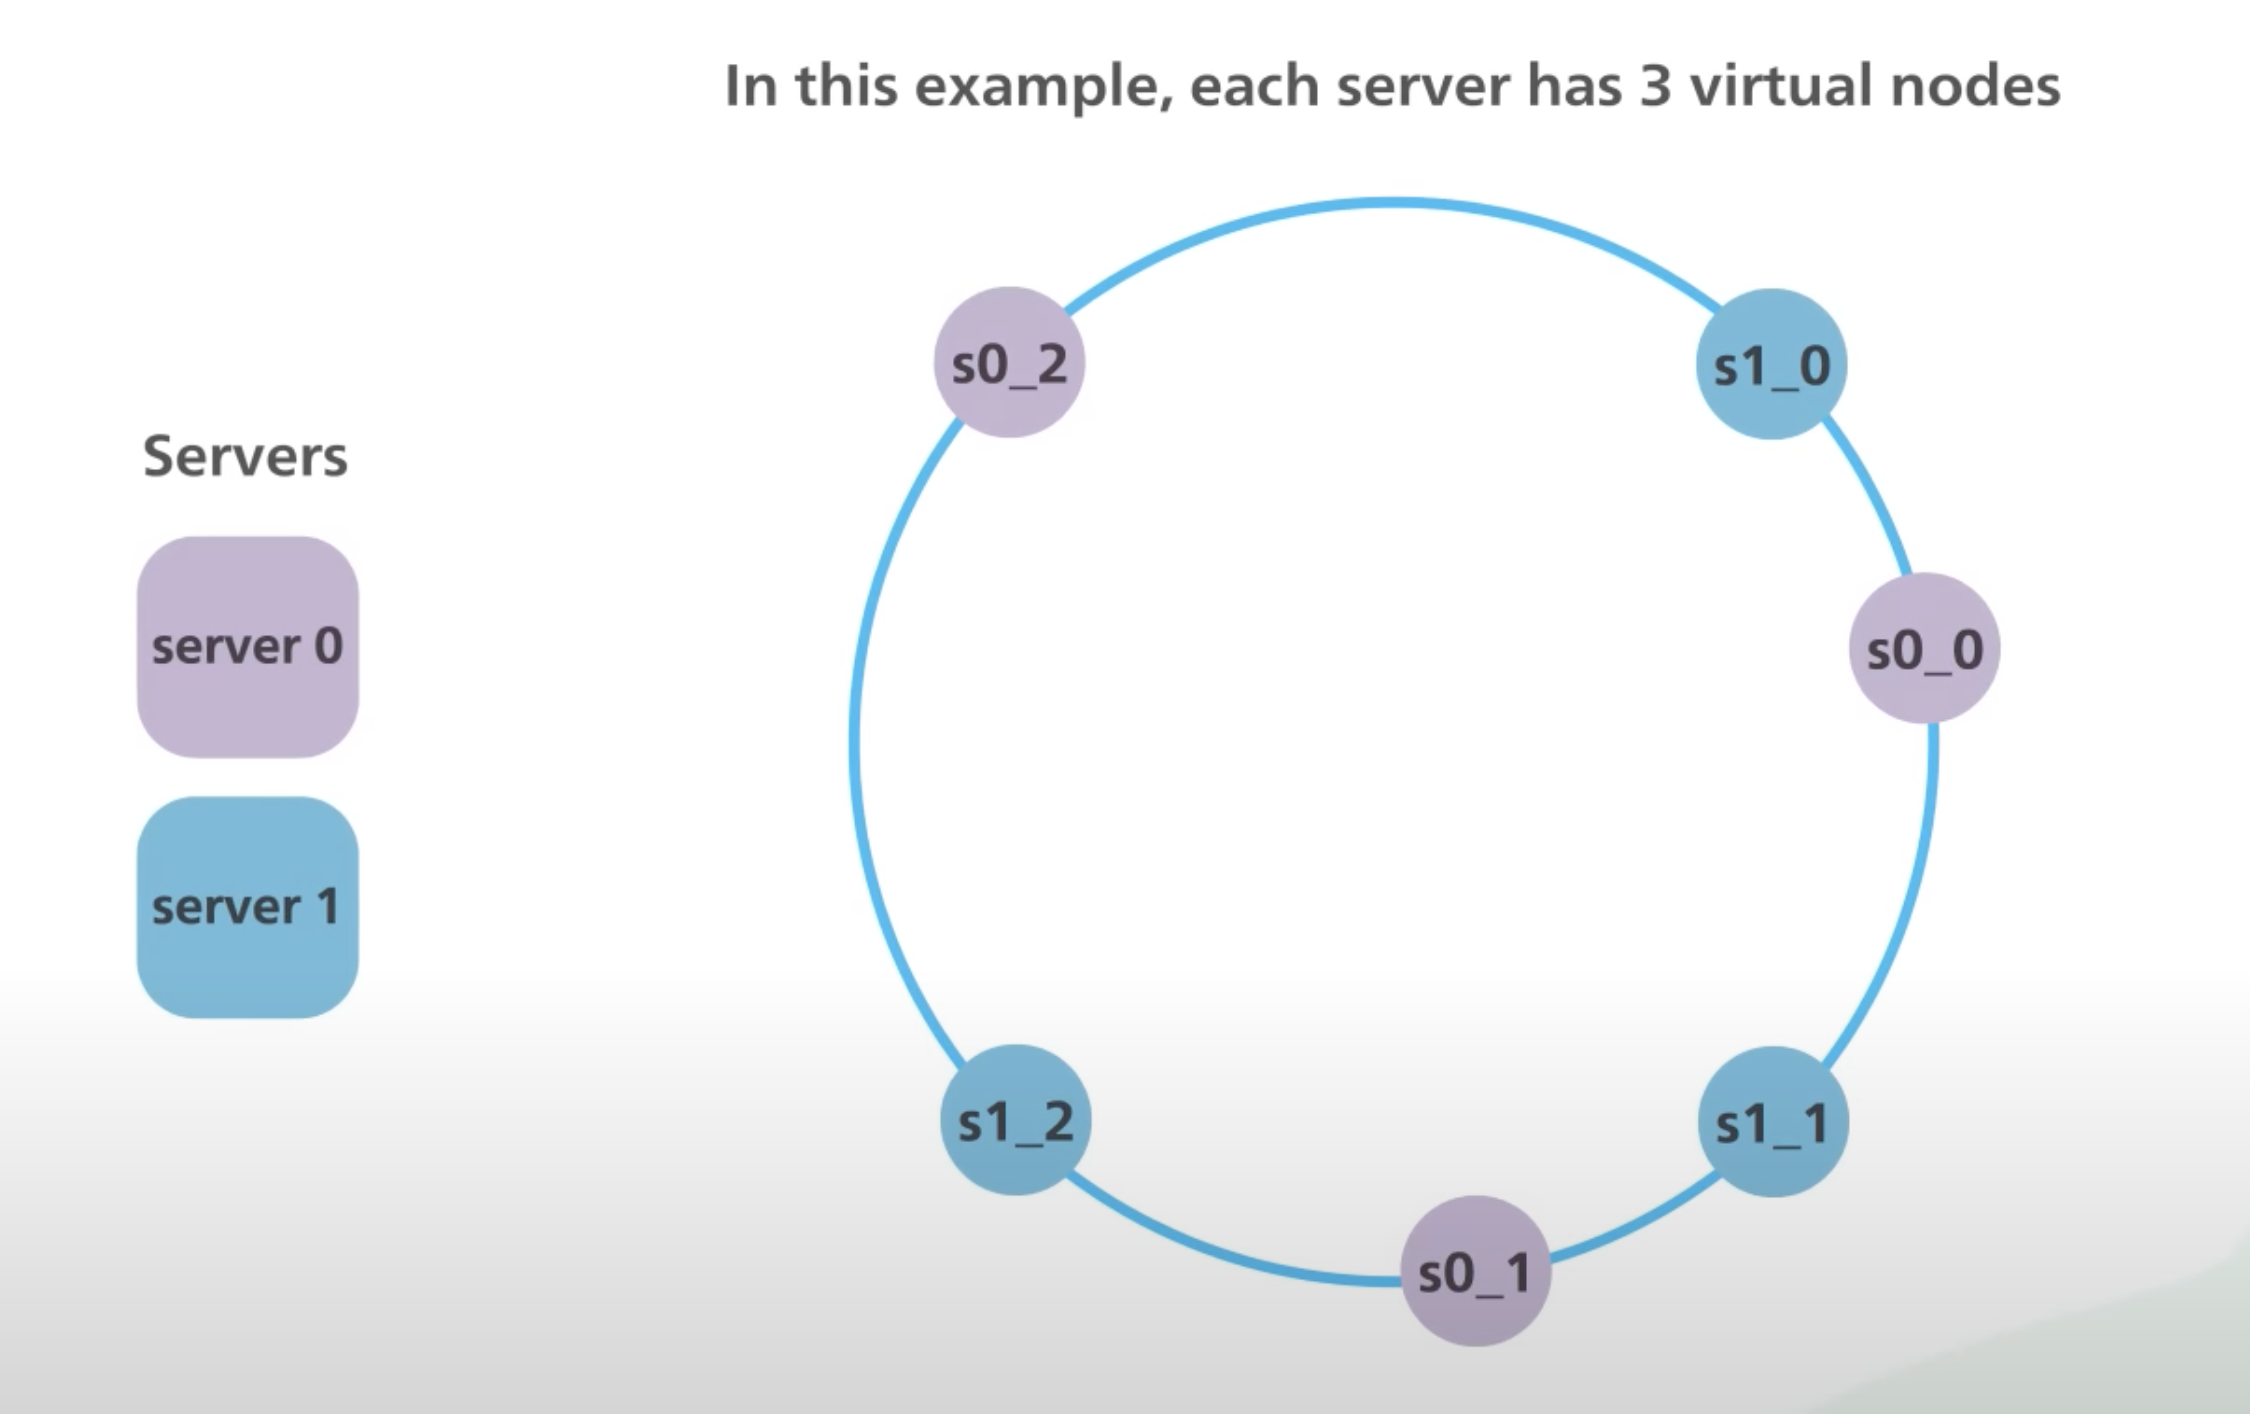 In this example, each server has 3 virtual nodes
Servers
server 0
server 1
s0_2
s1_0
s0_0
s1_2
s1_1
s0_1